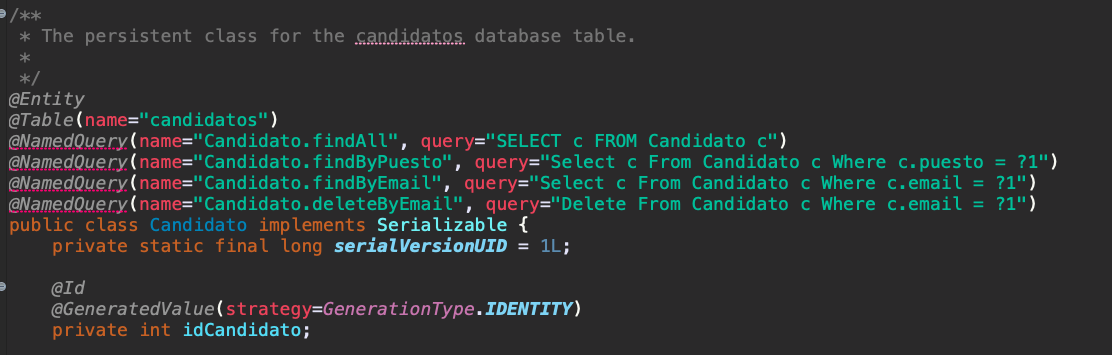 /**
 * The persistent class for the candidatos database table.
 *
 */
@Entity
@Table(name="candidatos")
@NamedQuery(name="Candidato.findAll", query="SELECT c FROM Candidato c")
@NamedQuery(name="Candidato.findByPuesto", query="Select c From Candidato c Where c.puesto = ?1")
@NamedQuery(name="Candidato.findByEmail", query="Select c From Candidato c Where c.email = ?1")
@NamedQuery(name="Candidato.deleteByEmail", query="Delete From Candidato c Where c.email = ?1")
public class Candidato implements Serializable {
    private static final long serialVersionUID = 1L;

    @Id
    @GeneratedValue(strategy=GenerationType.IDENTITY)
    private int idCandidato;